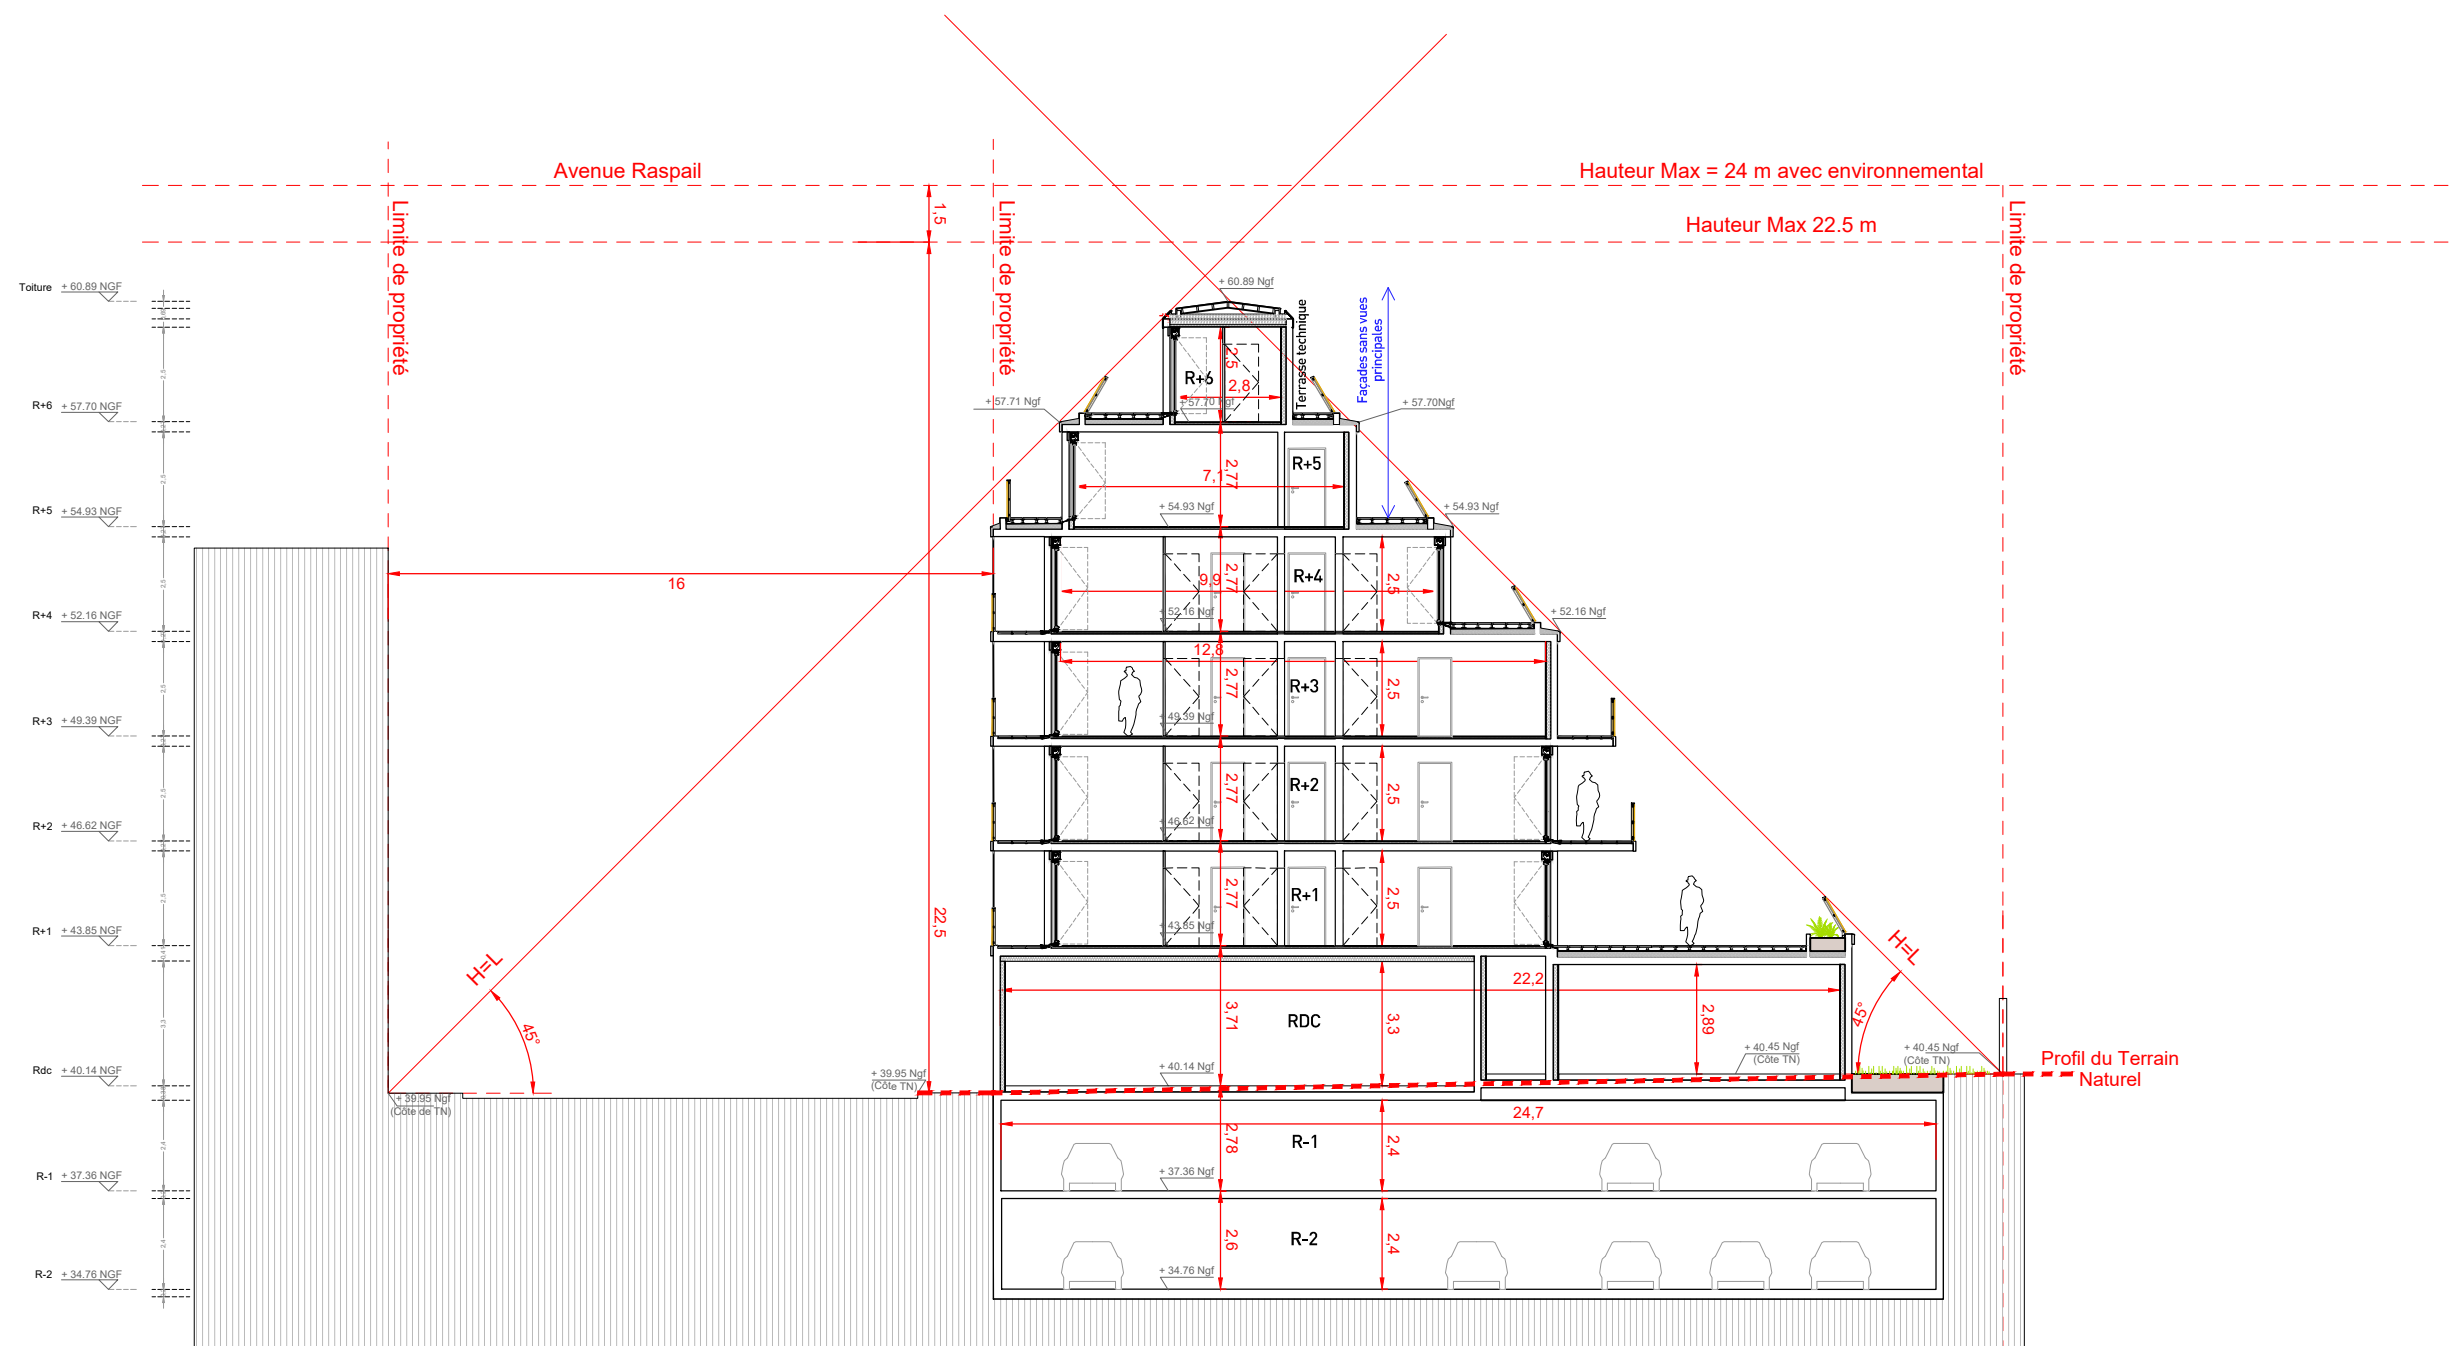 Avenue Raspail
Hauteur Max = 24 m avec environnemental
1,5
Limite de propriété
Limite de propriété
Limite de propriété
Hauteur Max 22.5 m
Toiture + 60.89 NGF
+ 60.89 Ngf
Terrasse technique
Façades sans vues
principales
2,5
R+6
2,8
R+6 + 57.70 NGF
+ 57.71 Ngf
+ 57.70 Ngf
+ 57.70Ngf
R+5
7,1
2,77
R+5 + 54.93 NGF
+ 54.93 Ngf
+ 54.93 Ngf
16
R+4
9,9
2,77
2,5
R+4 + 52.16 NGF
+ 52.16 Ngf
+ 52.16 Ngf
12,8
R+3
2,77
2,5
R+3 + 49.39 NGF
+ 49.39 Ngf
R+2
2,77
2,5
R+2 + 46.62 NGF
+ 46.62 Ngf
R+1
2,77
2,5
22,5
R+1 + 43.85 NGF
+ 43.85 Ngf
H=L
H=L
22,2
3,71
RDC
3,3
2,89
45°
45°
+ 40.45 Ngf
(Côte TN)
+ 40.45 Ngf
(Côte TN)
Profil du Terrain
Naturel
Rdc + 40.14 NGF
+ 39.95 Ngf
(Côte TN)
+ 40.14 Ngf
+ 39.95 Ngf
(Côte de TN)
24,7
2,78
R-1
2,4
R-1 + 37.36 NGF
+ 37.36 Ngf
2,6
R-2
2,4
R-2 + 34.76 NGF
+ 34.76 Ngf